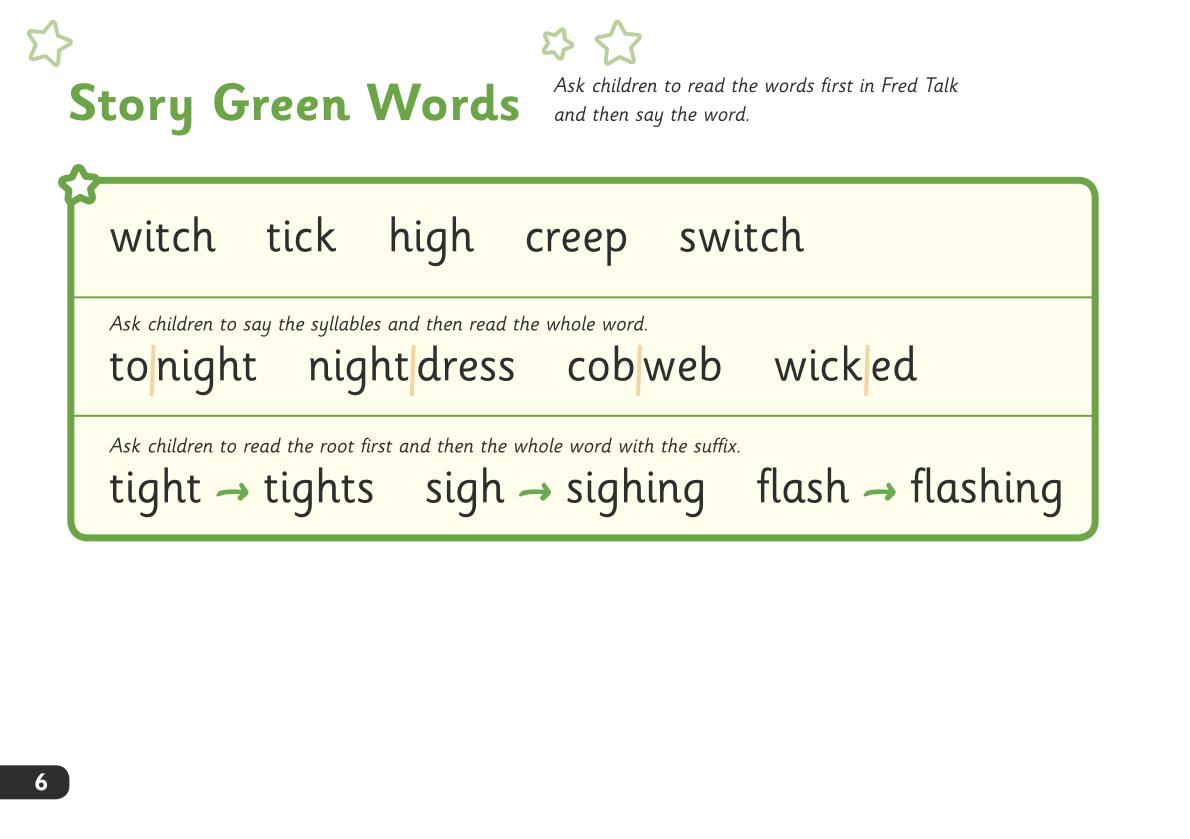 Story Green Words
Ask children to read the words first in Fred Talk
and then say the word.
witch tick high creep switch
Ask children to say the syllables and then read the whole word.
to|night night|dress cob|web wick|ed
Ask children to read the root first and then the whole word with the suffix.
tight → tights sigh → sighing flash → flashing
6